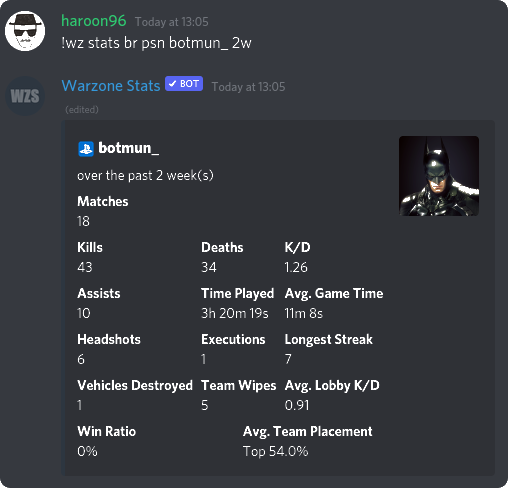 haroon96 Today at 13:05
!wz stats br psn botmun_ 2w
WZS
Warzone Stats ✔ BOT Today at 13:05
(edited)
botmun_
over the past 2 week(s)
Matches
18
Kills Deaths K/D
43 34 1.26
Assists Time Played Avg. Game Time
10 3h 20m 19s 11m 8s
Headshots Executions Longest Streak
6 1 7
Vehicles Destroyed Team Wipes Avg. Lobby K/D
1 5 0.91
Win Ratio Avg. Team Placement
0% Top 54.0%